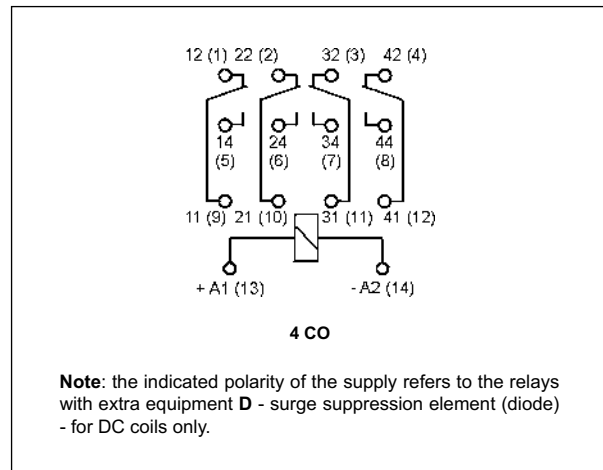 12 (1) 22 (2) 32 (3) 42 (4)
14 24 34 44
(5) (6) (7) (8)
11 (9) 21 (10) 31 (11) 41 (12)
+ A1 (13) - A2 (14)
4 CO
Note: the indicated polarity of the supply refers to the relays
with extra equipment D - surge suppression element (diode)
- for DC coils only.